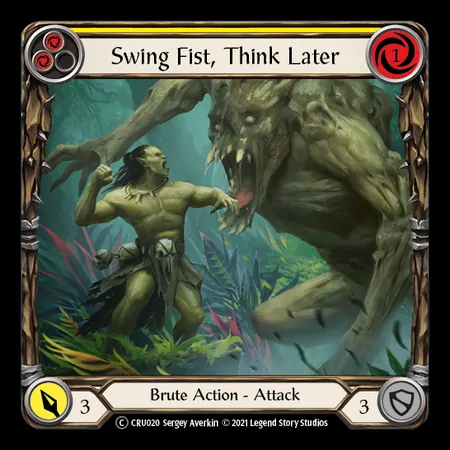 Swing Fist, Think Later
1
3
Brute Action - Attack
3
C CRU020 Sergey Averkin © 2021 Legend Story Studios